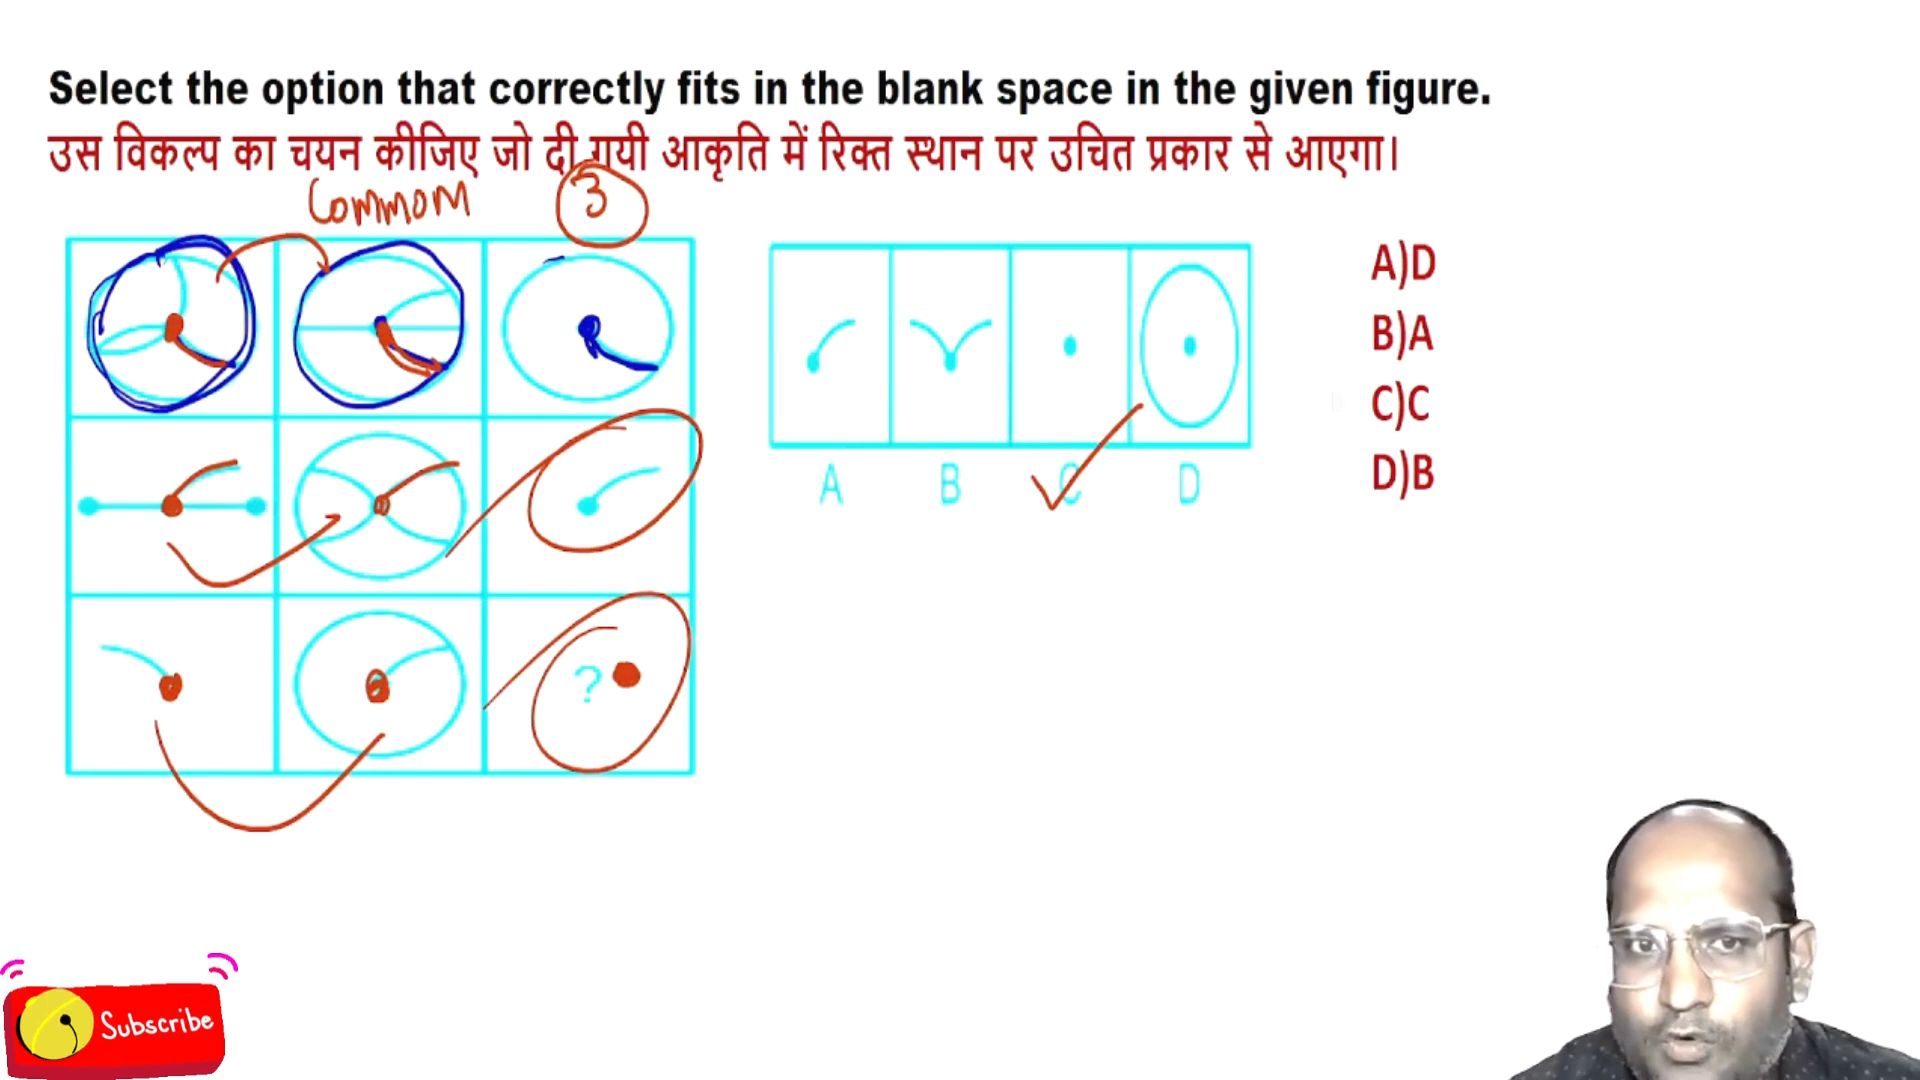 Select the option that correctly fits in the blank space in the given figure.
उस विकल्प का चयन कीजिए जो दी गयी आकृति में रिक्त स्थान पर उचित प्रकार से आएगा।
Common
3
?
A
B
C
D
A)D
B)A
C)C
D)B
Subscribe